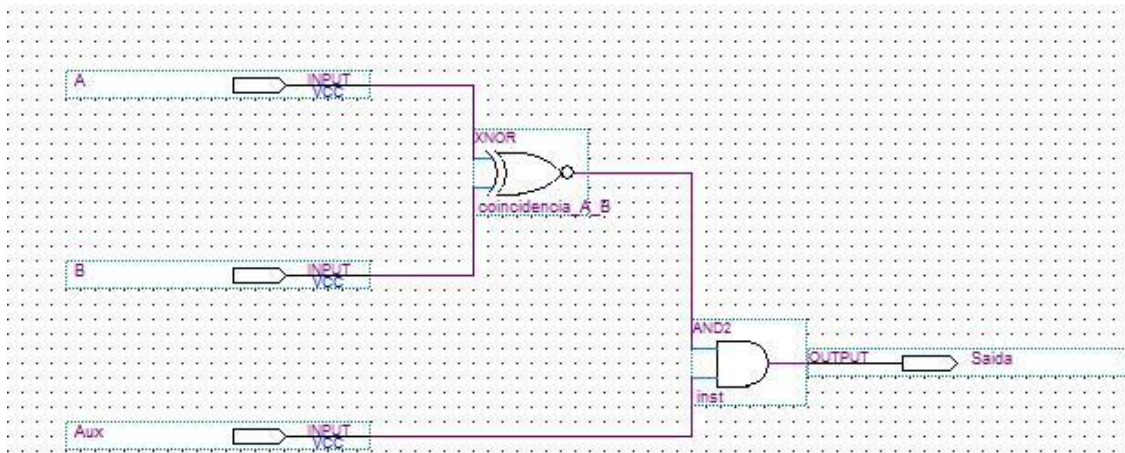 A
INPUT
VCC
XNOR
coincidencia_A_B
B
INPUT
VCC
AND2
OUTPUT
Saida
inst
Aux
INPUT
VCC